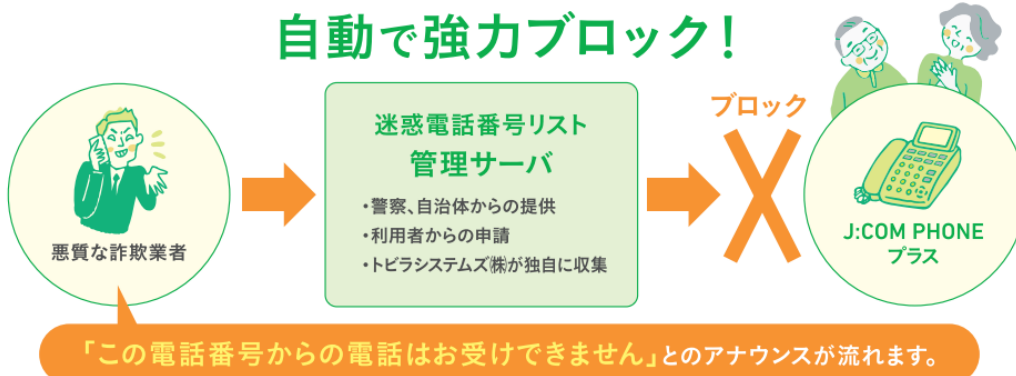 自動で強力ブロック!
迷惑電話番号リスト
管理サーバ
・警察、自治体からの提供
・利用者からの申請
・トビラシステムズ㈱が独自に収集
悪質な詐欺業者
ブロック
J:COM PHONE
プラス
「この電話番号からの電話はお受けできません」とのアナウンスが流れます。